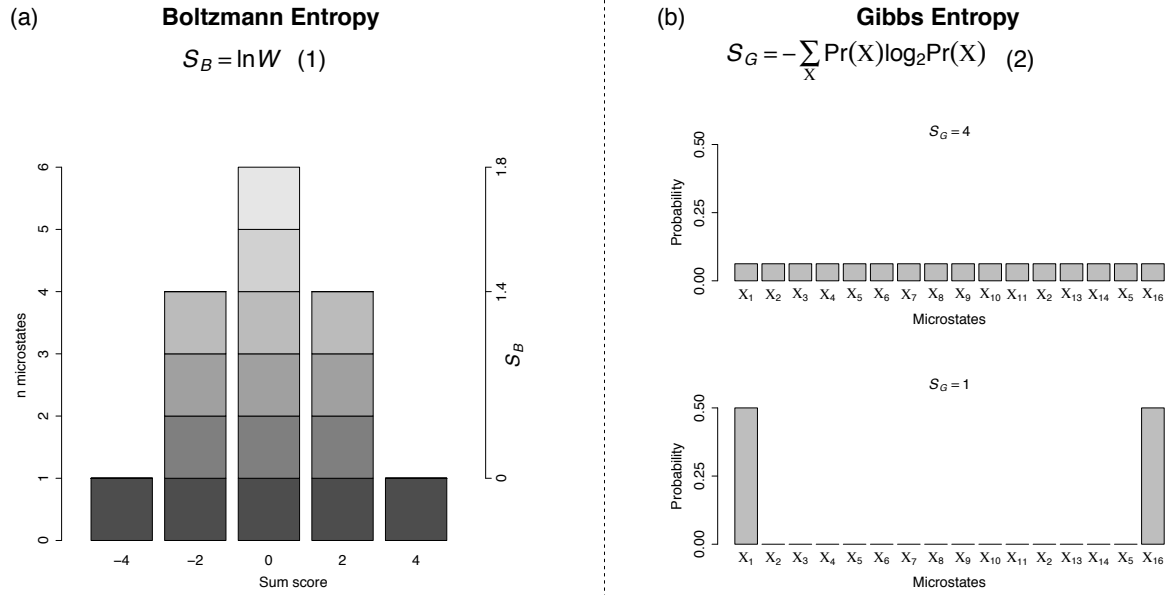 (a) Boltzmann Entropy
S_B = lnW (1)
6
5
4
3
2
1
0
n microstates
1.8
1.4
0
S_B
−4 −2 0 2 4
Sum score
(b) Gibbs Entropy
S_G = −∑_X Pr(X)log₂Pr(X) (2)
S_G = 4
0.50
0.25
0.00
Probability
X₁ X₂ X₃ X₄ X₅ X₆ X₇ X₈ X₉ X₁₀ X₁₁ X₂ X₁₃ X₁₄ X₅ X₁₆
Microstates
S_G = 1
0.50
0.25
0.00
Probability
X₁ X₂ X₃ X₄ X₅ X₆ X₇ X₈ X₉ X₁₀ X₁₁ X₂ X₁₃ X₁₄ X₅ X₁₆
Microstates